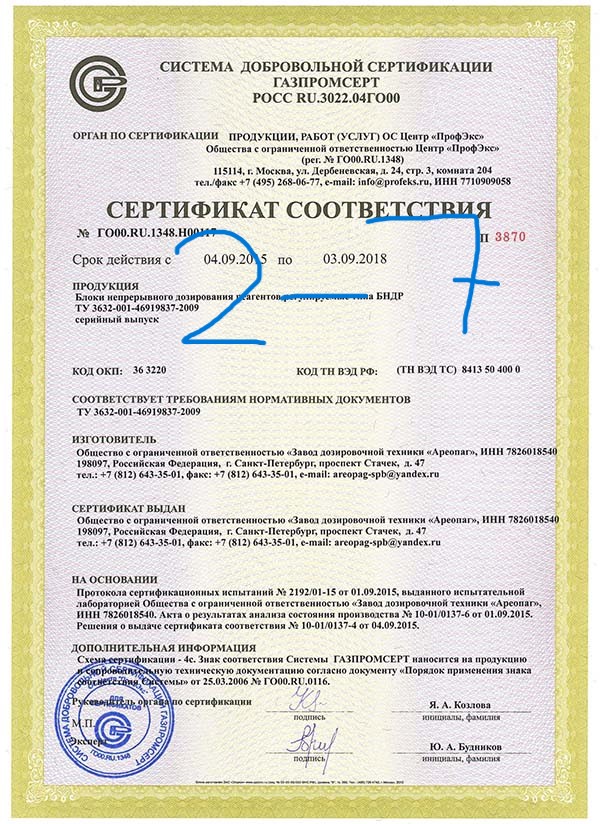 СИСТЕМА ДОБРОВОЛЬНОЙ СЕРТИФИКАЦИИ
ГАЗПРОМСЕРТ
РОСС RU.3022.04ГО00
ОРГАН ПО СЕРТИФИКАЦИИ ПРОДУКЦИИ, РАБОТ (УСЛУГ) ОС Центр «ПрофЭкс»
Общества с ограниченной ответственностью Центр «ПрофЭкс»
(рег. № ГО00.RU.1348)
115114, г. Москва, ул. Дербеневская, д. 24, стр. 3, комната 204
тел./факс +7 (495) 268-06-77, e-mail: info@profeks.ru, ИНН 7710909058
СЕРТИФИКАТ СООТВЕТСТВИЯ
№ ГО00.RU.1348.Н00117
П 3870
Срок действия с 04.09.2015 по 03.09.2018
2-7
ПРОДУКЦИЯ
Блоки непрерывного дозирования реагентов регулируемые типа БНДР
ТУ 3632-001-46919837-2009
серийный выпуск
КОД ОКП: 36 3220 КОД ТН ВЭД РФ: (ТН ВЭД ТС) 8413 50 400 0
СООТВЕТСТВУЕТ ТРЕБОВАНИЯМ НОРМАТИВНЫХ ДОКУМЕНТОВ
ТУ 3632-001-46919837-2009
ИЗГОТОВИТЕЛЬ
Общество с ограниченной ответственностью «Завод дозировочной техники «Ареопаг», ИНН 7826018540
198097, Российская Федерация, г. Санкт-Петербург, проспект Стачек, д. 47
тел.: +7 (812) 643-35-01, факс: +7 (812) 643-35-01, e-mail: areopag-spb@yandex.ru
СЕРТИФИКАТ ВЫДАН
Общество с ограниченной ответственностью «Завод дозировочной техники «Ареопаг», ИНН 7826018540
198097, Российская Федерация, г. Санкт-Петербург, проспект Стачек, д. 47
тел.: +7 (812) 643-35-01, факс: +7 (812) 643-35-01, e-mail: areopag-spb@yandex.ru
НА ОСНОВАНИИ
Протокола сертификационных испытаний № 2192/01-15 от 01.09.2015, выданного испытательной
лабораторией Общества с ограниченной ответственностью «Завод дозировочной техники «Ареопаг»,
ИНН 7826018540. Акта о результатах анализа состояния производства № 10-01/0137-6 от 01.09.2015.
Решения о выдаче сертификата соответствия № 10-01/0137-4 от 04.09.2015.
ДОПОЛНИТЕЛЬНАЯ ИНФОРМАЦИЯ
Схема сертификации - 4с. Знак соответствия Системы ГАЗПРОМСЕРТ наносится на продукцию
и сопроводительную техническую документацию согласно документу «Порядок применения знака
соответствия Системы» от 25.03.2006 № ГО00.RU.0116.
Руководитель органа по сертификации Я. А. Козлова
подпись инициалы, фамилия
М.П.
Эксперт Ю. А. Будников
подпись инициалы, фамилия
СИСТЕМА ДОБРОВОЛЬНОЙ СЕРТИФИКАЦИИ ГАЗПРОМСЕРТ
ДЛЯ
СЕРТИФИКАТОВ
ГО00.RU.1348